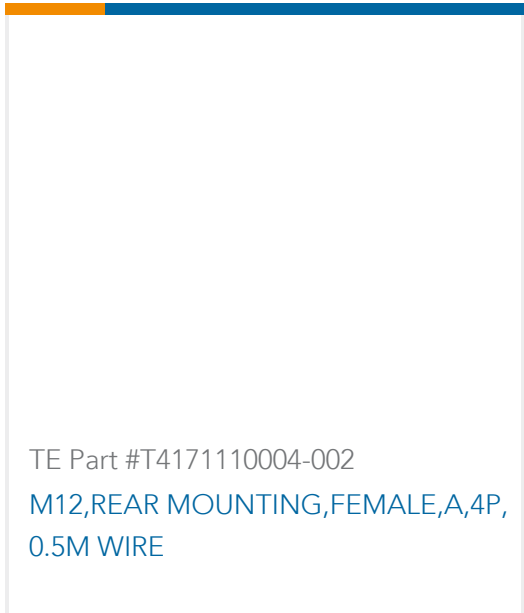 TE Part #T4171110004-002
M12,REAR MOUNTING,FEMALE,A,4P,
0.5M WIRE